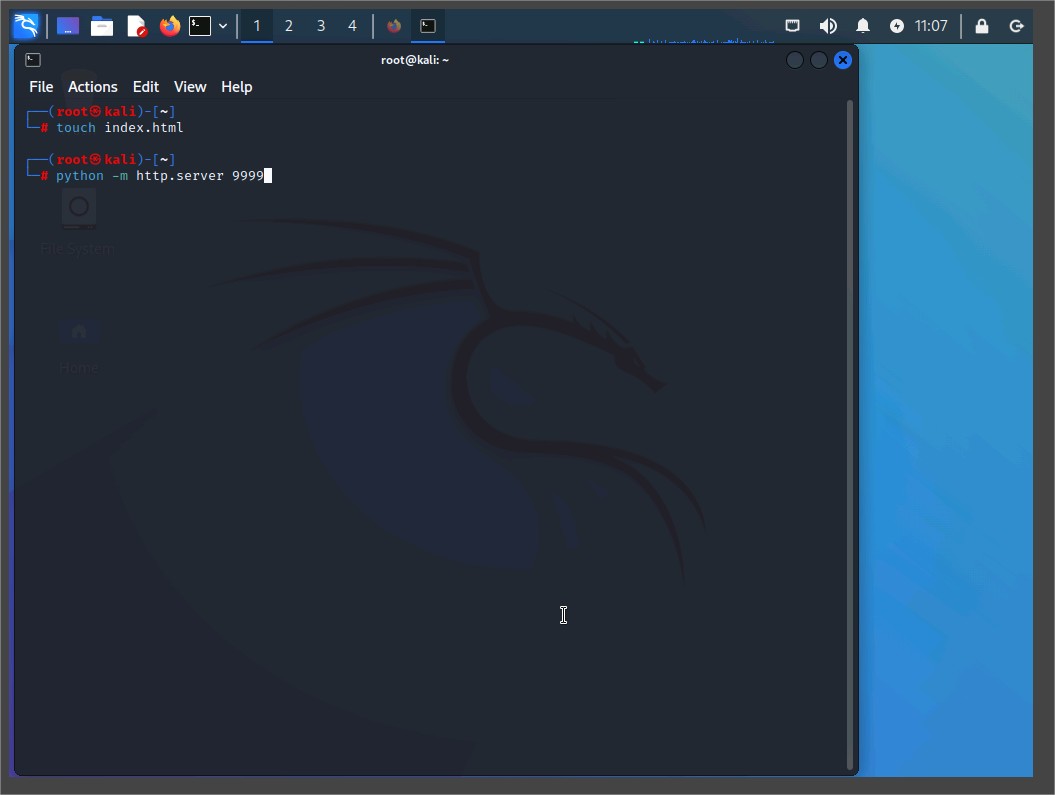 1 2 3 4 11:07
root@kali: ~
File Actions Edit View Help
┌──(root㉿kali)-[~]
└─# touch index.html
┌──(root㉿kali)-[~]
└─# python -m http.server 9999
File System
Home